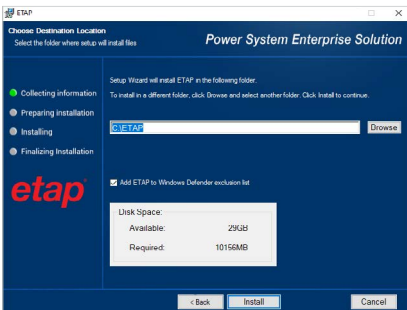 ETAP
Choose Destination Location
Select the folder where setup will install files
Power System Enterprise Solution
Setup Wizard will install ETAP in the following folder.
To install in a different folder, click Browse and select another folder. Click Install to continue.
Collecting information
Preparing installation
Installing
Finalizing Installation
C:\ETAP
Browse
etap
Add ETAP to Windows Defender exclusion list
Disk Space:
Available: 29GB
Required: 10156MB
< Back
Install
Cancel